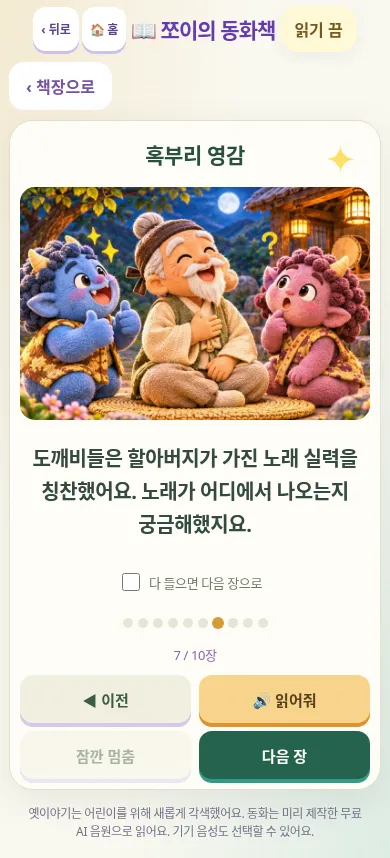 ‹ 뒤로
🏠 홈
📖 쪼이의 동화책
읽기 끝
‹ 책장으로
혹부리 영감
?
도깨비들은 할아버지가 가진 노래 실력을
칭찬했어요. 노래가 어디에서 나오는지
궁금해했지요.
다 들으면 다음 장으로
7 / 10장
◀ 이전
🔊 읽어줘
잠깐 멈춤
다음 장
옛이야기는 어린이를 위해 새롭게 각색했어요. 동화는 미리 제작한 무료
AI 음원으로 읽어요. 기기 음성도 선택할 수 있어요.